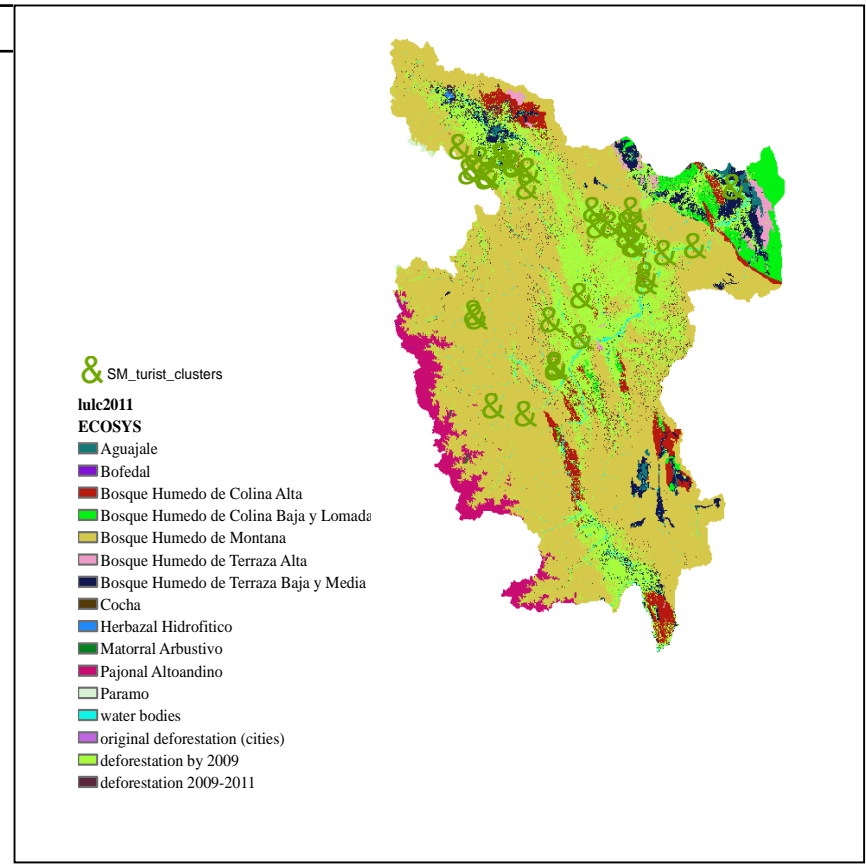 & SM_turist_clusters
lulc2011
ECOSYS
Aguajale
Bofedal
Bosque Humedo de Colina Alta
Bosque Humedo de Colina Baja y Lomada
Bosque Humedo de Montana
Bosque Humedo de Terraza Alta
Bosque Humedo de Terraza Baja y Media
Cocha
Herbazal Hidrofitico
Matorral Arbustivo
Pajonal Altoandino
Paramo
water bodies
original deforestation (cities)
deforestation by 2009
deforestation 2009-2011